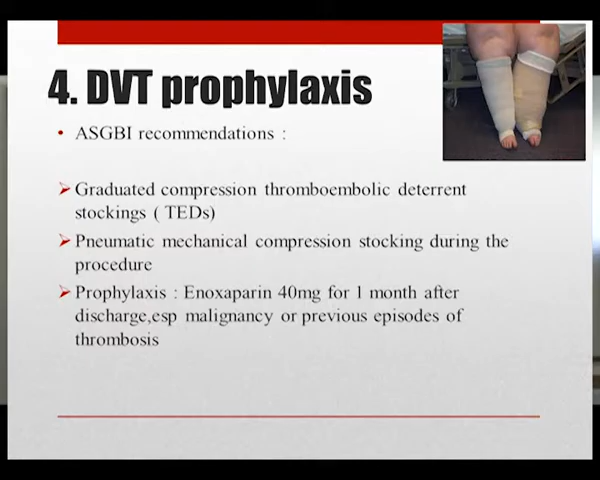 4. DVT prophylaxis
• ASGBI recommendations :
➢ Graduated compression thromboembolic deterrent
stockings ( TEDs)
➢ Pneumatic mechanical compression stocking during the
procedure
➢ Prophylaxis : Enoxaparin 40mg for 1 month after
discharge,esp malignancy or previous episodes of
thrombosis